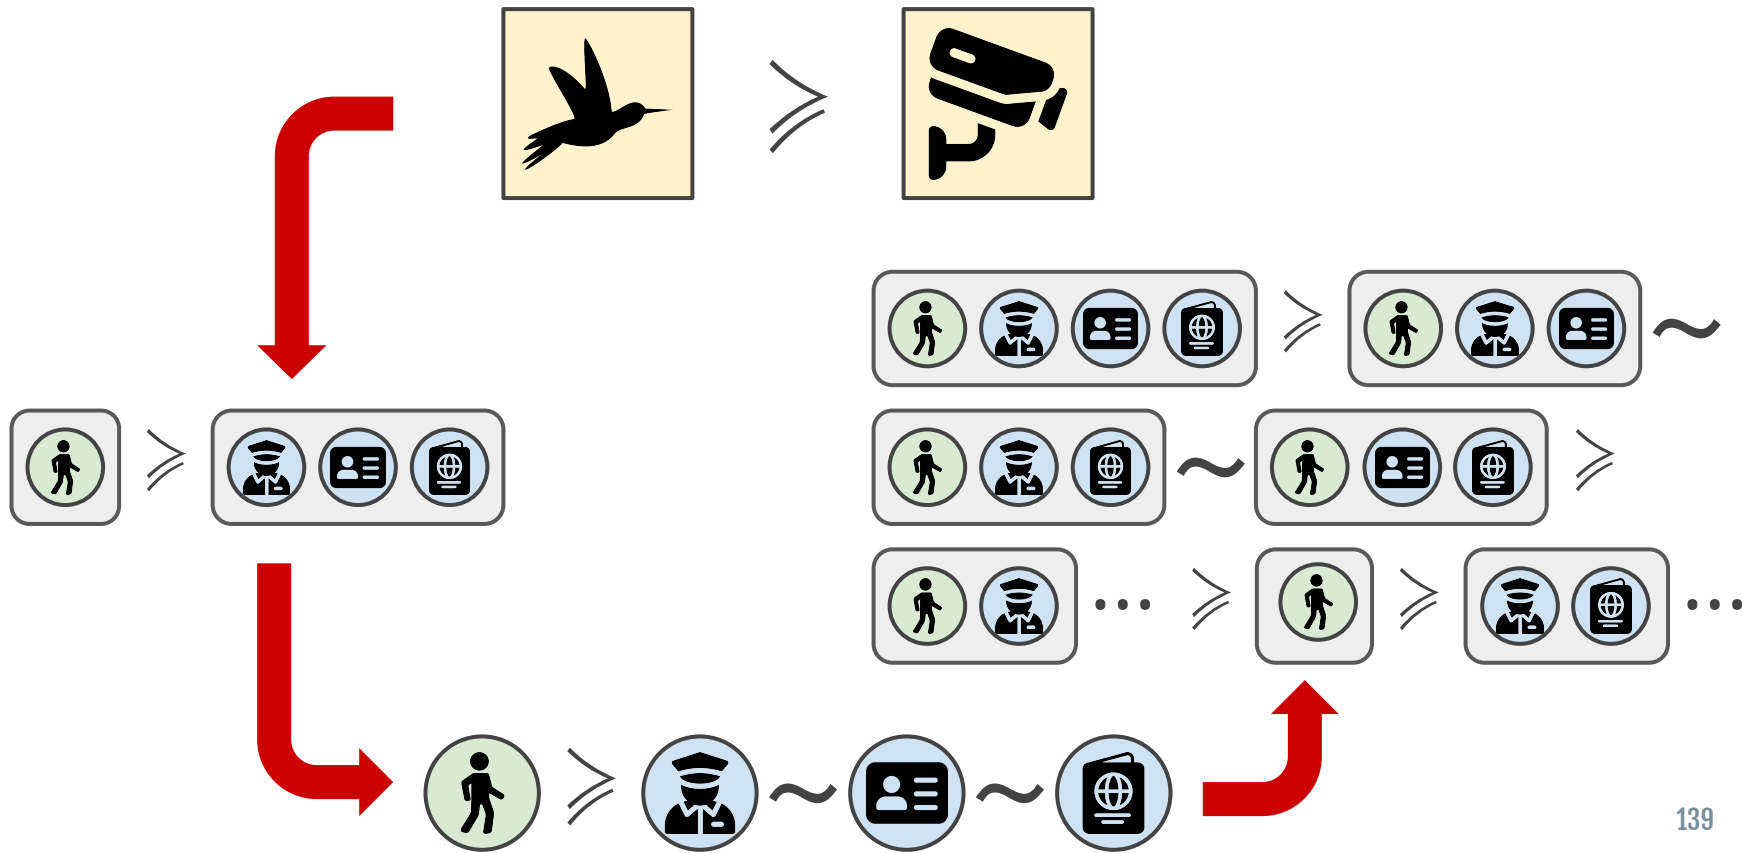 ≽
≽ ∼
≽ ∼ ≽
... ≽ ≽ ...
≽ ∼ ∼
139